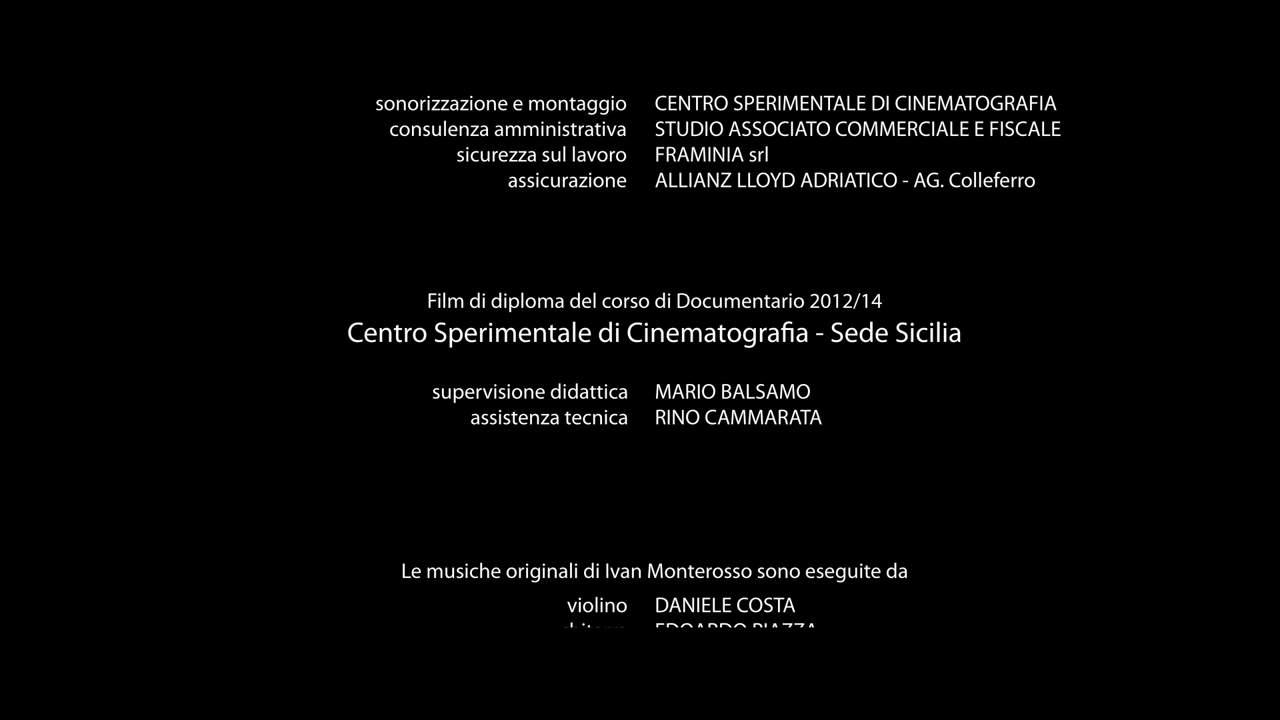 sonorizzazione e montaggio CENTRO SPERIMENTALE DI CINEMATOGRAFIA
consulenza amministrativa STUDIO ASSOCIATO COMMERCIALE E FISCALE
sicurezza sul lavoro FRAMINIA srl
assicurazione ALLIANZ LLOYD ADRIATICO - AG. Colleferro
Film di diploma del corso di Documentario 2012/14
Centro Sperimentale di Cinematografia - Sede Sicilia
supervisione didattica MARIO BALSAMO
assistenza tecnica RINO CAMMARATA
Le musiche originali di Ivan Monterosso sono eseguite da
violino DANIELE COSTA
chitarra EDOARDO PIAZZA